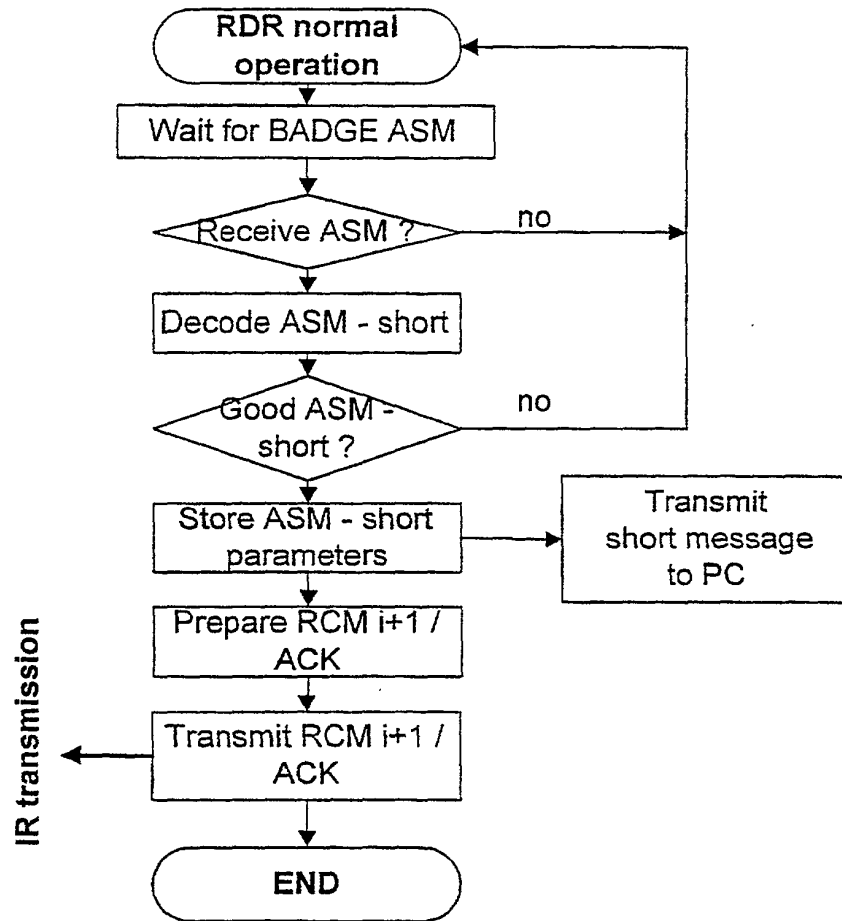 RDR normal
operation
Wait for BADGE ASM
Receive ASM ?
no
Decode ASM - short
Good ASM -
short ?
no
Store ASM - short
parameters
Transmit
short message
to PC
Prepare RCM i+1 /
ACK
Transmit RCM i+1 /
ACK
IR transmission
END